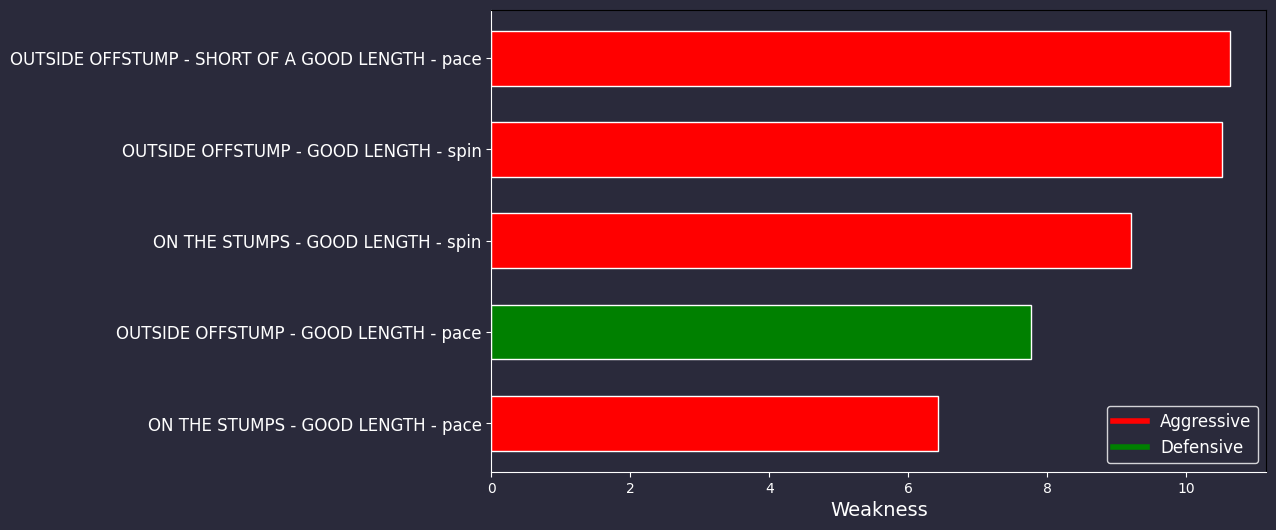 OUTSIDE OFFSTUMP - SHORT OF A GOOD LENGTH - pace
OUTSIDE OFFSTUMP - GOOD LENGTH - spin
ON THE STUMPS - GOOD LENGTH - spin
OUTSIDE OFFSTUMP - GOOD LENGTH - pace
ON THE STUMPS - GOOD LENGTH - pace
Aggressive
Defensive
0 2 4 6 8 10
Weakness